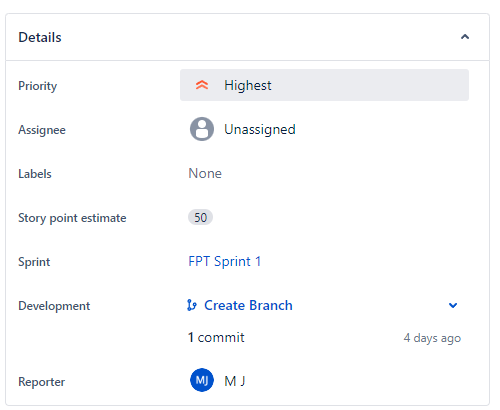 Details
Priority Highest
Assignee Unassigned
Labels None
Story point estimate 50
Sprint FPT Sprint 1
Development Create Branch
1 commit 4 days ago
Reporter MJ M J